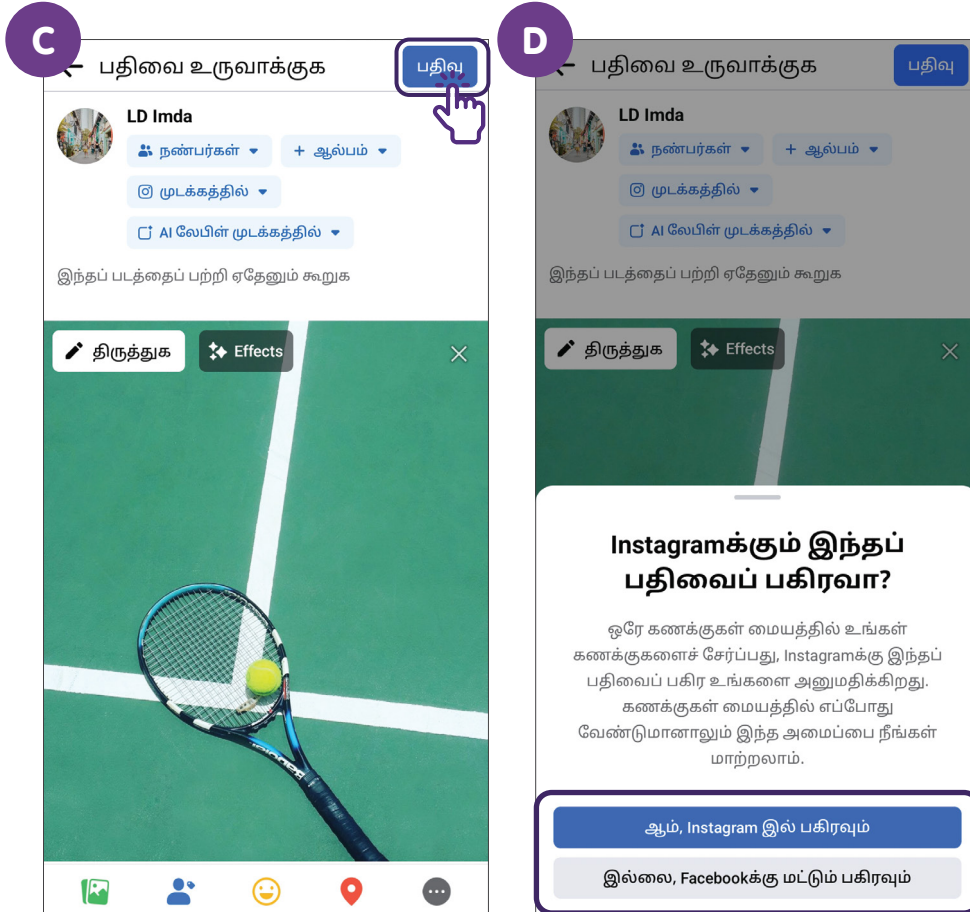 C
பதிவை உருவாக்குக
பதிவு
LD Imda
நண்பர்கள்
+ ஆல்பம்
முடக்கத்தில்
AI லேபிள் முடக்கத்தில்
இந்தப் படத்தைப் பற்றி ஏதேனும் கூறுக
திருத்துக
Effects
Babolat
D
பதிவை உருவாக்குக
பதிவு
LD Imda
நண்பர்கள்
+ ஆல்பம்
முடக்கத்தில்
AI லேபிள் முடக்கத்தில்
இந்தப் படத்தைப் பற்றி ஏதேனும் கூறுக
திருத்துக
Effects
Instagramக்கும் இந்தப்
பதிவைப் பகிரவா?
ஒரே கணக்குகள் மையத்தில் உங்கள்
கணக்குகளைச் சேர்ப்பது, Instagramக்கு இந்தப்
பதிவைப் பகிர உங்களை அனுமதிக்கிறது.
கணக்குகள் மையத்தில் எப்போது
வேண்டுமானாலும் இந்த அமைப்பை நீங்கள்
மாற்றலாம்.
ஆம், Instagram இல் பகிரவும்
இல்லை, Facebookக்கு மட்டும் பகிரவும்